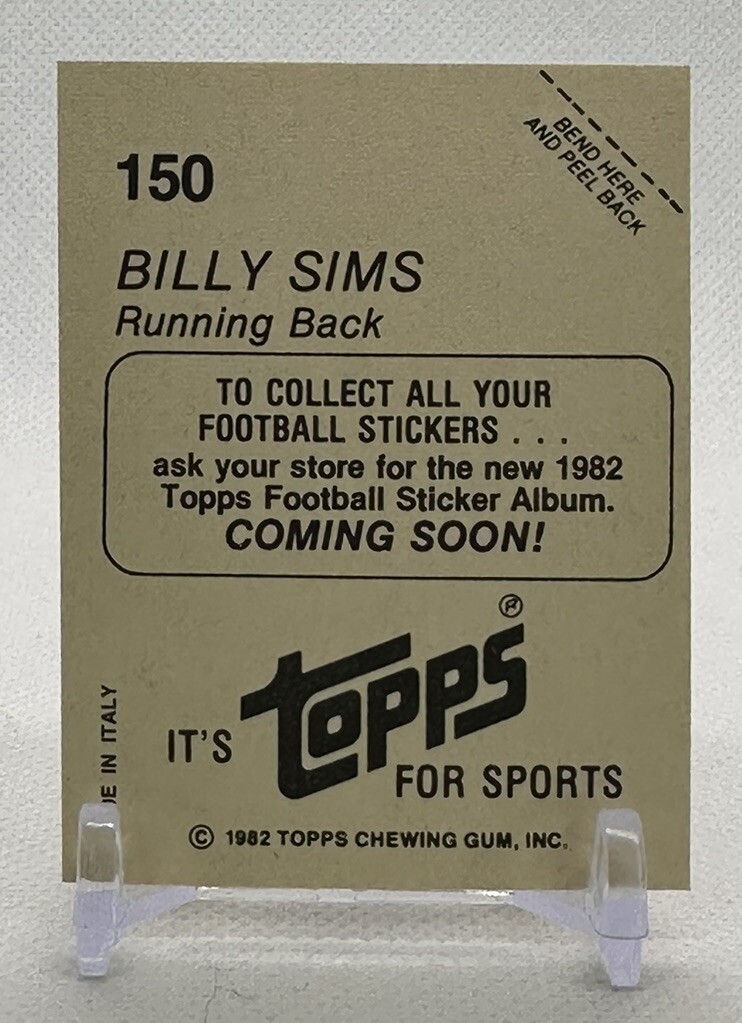 BEND HERE
AND PEEL BACK
150
BILLY SIMS
Running Back
TO COLLECT ALL YOUR
FOOTBALL STICKERS . . .
ask your store for the new 1982
Topps Football Sticker Album.
COMING SOON!
IT'S topps®
FOR SPORTS
DE IN ITALY
© 1982 TOPPS CHEWING GUM, INC.